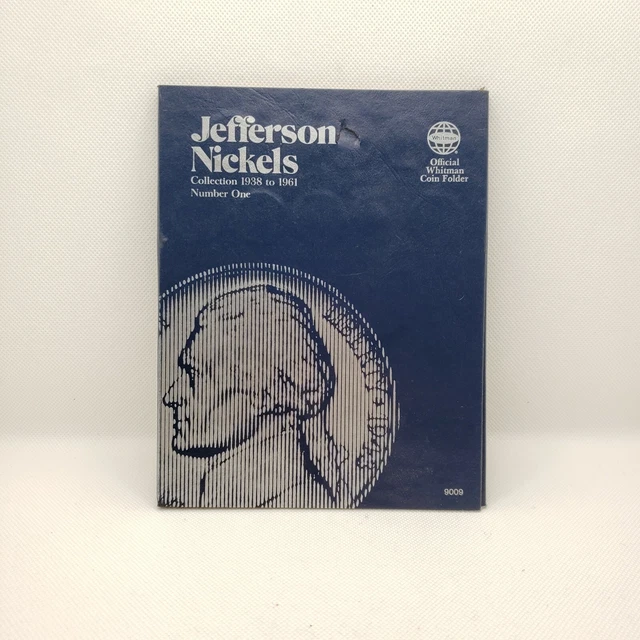 Jefferson
Nickels
Collection 1938 to 1961
Number One
Whitman
Official
Whitman
Coin Folder
9009